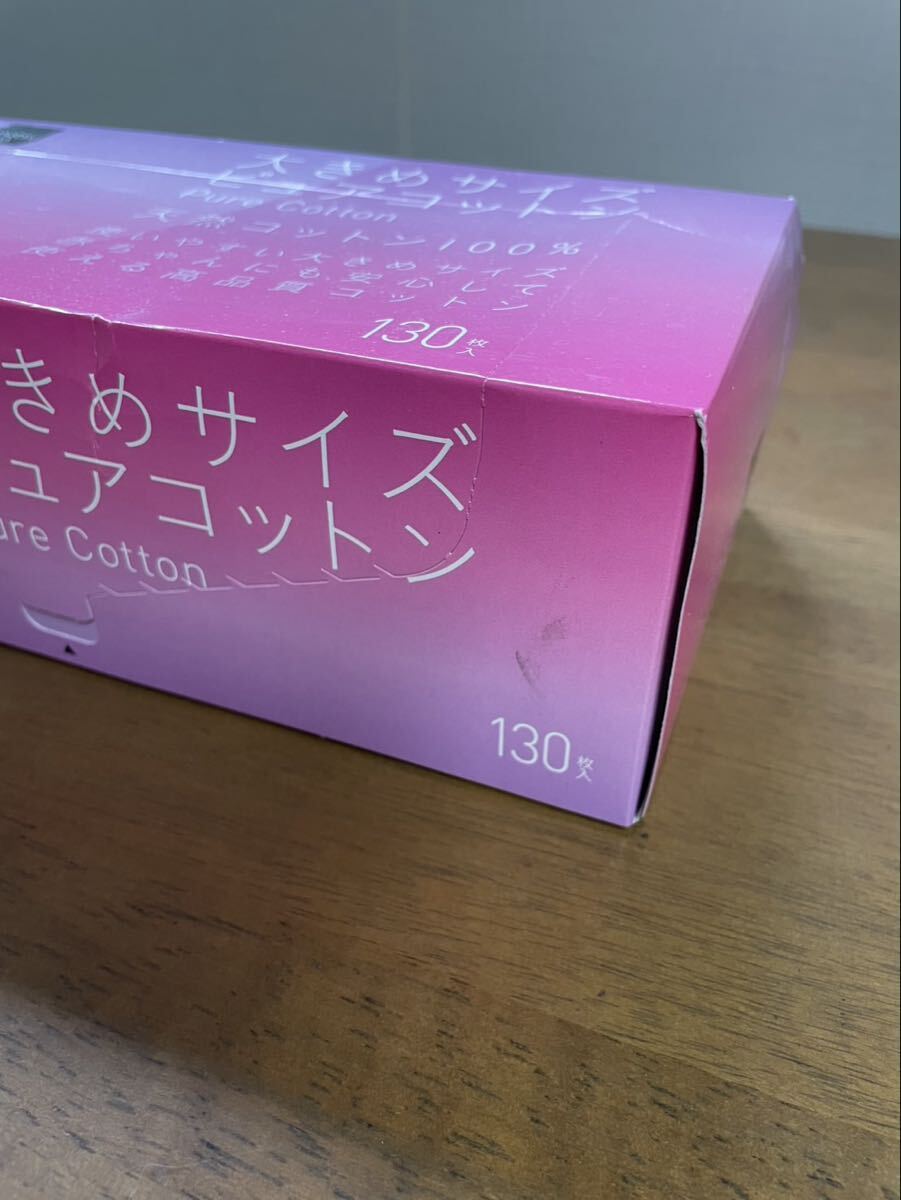 大きめサイズ
ピュアコットン
Pure Cotton
天然コットン100%
使いやすい大きめサイズで
赤ちゃんにも安心して
使える高品質コットン
130枚入
きめサイズ
ュアコットン
ure Cotton
130枚入